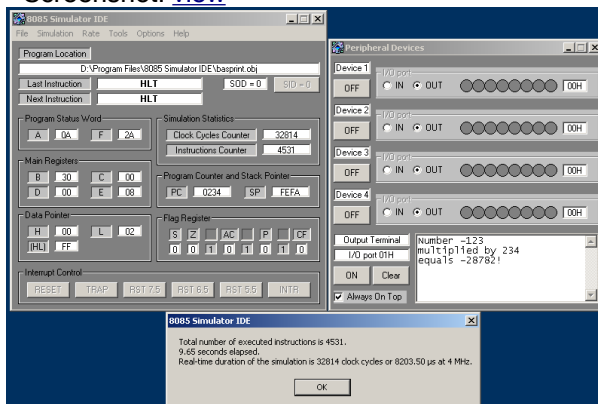 Screenshot: View
8085 Simulator IDE
File Simulation Rate Tools Options Help
Program Location
D:\Program Files\8085 Simulator IDE\basprint.obj
Last Instruction HLT SOD = 0 SID = 0
Next Instruction HLT
Program Status Word
A 0A F 2A
Simulation Statistics
Clock Cycles Counter 32814
Instructions Counter 4531
Main Registers
B 30 C 00
D 00 E 08
Program Counter and Stack Pointer
PC 0234 SP FEFA
Data Pointer
H 00 L 02
[HL] FF
Flag Register
S Z AC P CF
0 0 1 0 1 0 1 0
Interrupt Control
RESET TRAP RST 7.5 RST 6.5 RST 5.5 INTR
Peripheral Devices
Device 1
I/O port
OFF IN OUT 00H
Device 2
I/O port
OFF IN OUT 00H
Device 3
I/O port
OFF IN OUT 00H
Device 4
I/O port
OFF IN OUT 00H
Output Terminal
I/O port 01H
ON Clear
Always On Top
Number -123
multiplied by 234
equals -28782!
8085 Simulator IDE
Total number of executed instructions is 4531.
9.65 seconds elapsed.
Real-time duration of the simulation is 32814 clock cycles or 8203.50 µs at 4 MHz.
OK